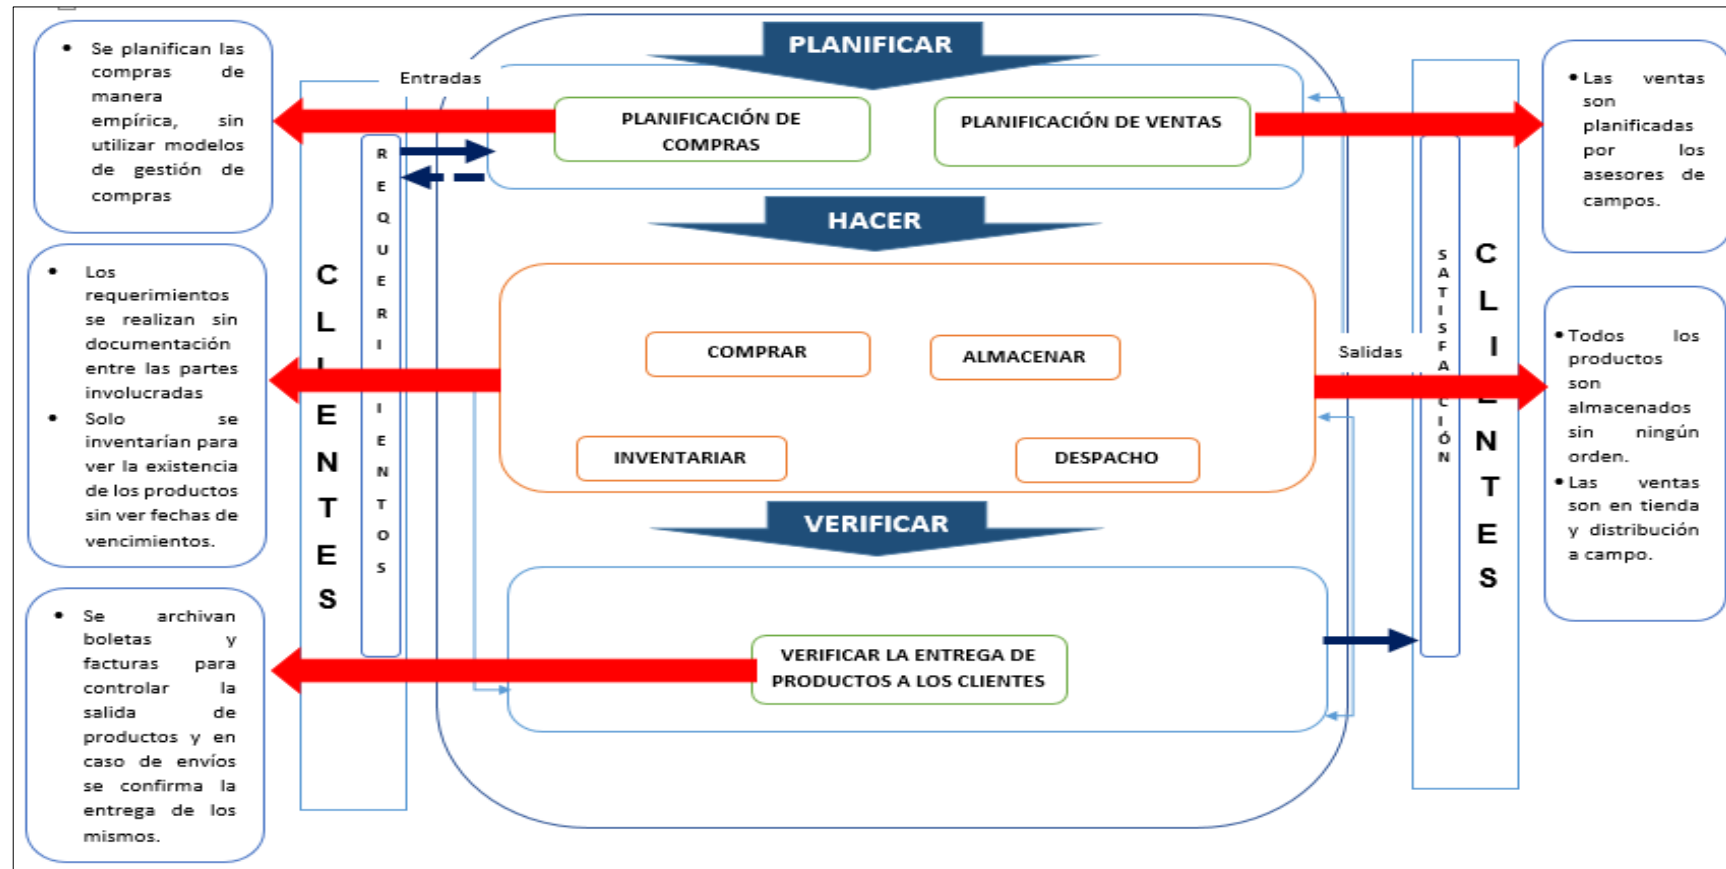 • Se planifican las
compras de
manera
empírica, sin
utilizar modelos
de gestión de
compras
• Los
requerimientos
se realizan sin
documentación
entre las partes
involucradas
• Solo se
inventarían para
ver la existencia
de los productos
sin ver fechas de
vencimientos.
• Se archivan
boletas y
facturas para
controlar la
salida de
productos y en
caso de envíos
se confirma la
entrega de los
mismos.
CLIENTES
Entradas
REQUERI IENTOS
PLANIFICAR
PLANIFICACIÓN DE
COMPRAS
PLANIFICACIÓN DE VENTAS
HACER
COMPRAR
ALMACENAR
INVENTARIAR
DESPACHO
VERIFICAR
VERIFICAR LA ENTREGA DE
PRODUCTOS A LOS CLIENTES
Salidas
SATISFACCIÓN
CLIENTES
• Las ventas
son
planificadas
por los
asesores de
campos.
• Todos los
productos
son
almacenados
sin ningún
orden.
• Las ventas
son en tienda
y distribución
a campo.